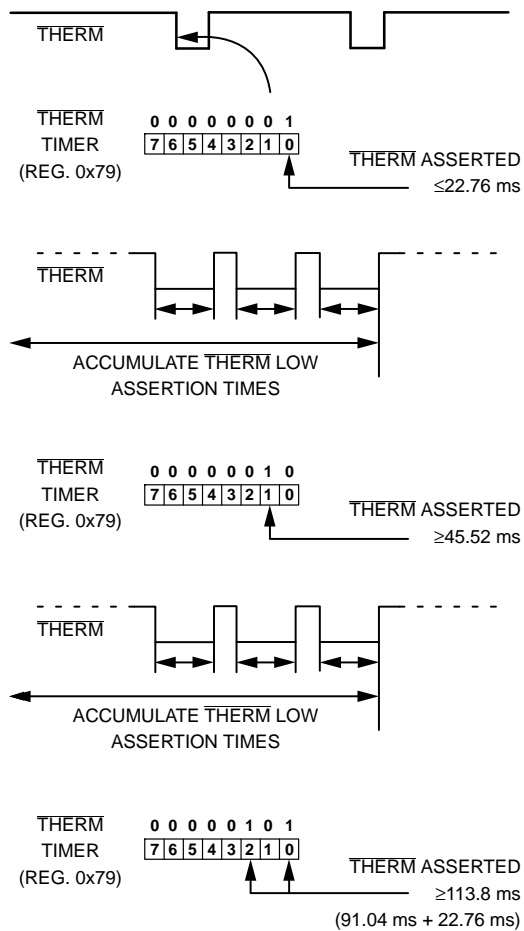 THERM
THERM
TIMER
(REG. 0x79)
0 0 0 0 0 0 0 1
7 6 5 4 3 2 1 0
THERM ASSERTED
≤22.76 ms
THERM
ACCUMULATE THERM LOW
ASSERTION TIMES
THERM
TIMER
(REG. 0x79)
0 0 0 0 0 0 1 0
7 6 5 4 3 2 1 0
THERM ASSERTED
≥45.52 ms
THERM
ACCUMULATE THERM LOW
ASSERTION TIMES
THERM
TIMER
(REG. 0x79)
0 0 0 0 0 1 0 1
7 6 5 4 3 2 1 0
THERM ASSERTED
≥113.8 ms
(91.04 ms + 22.76 ms)